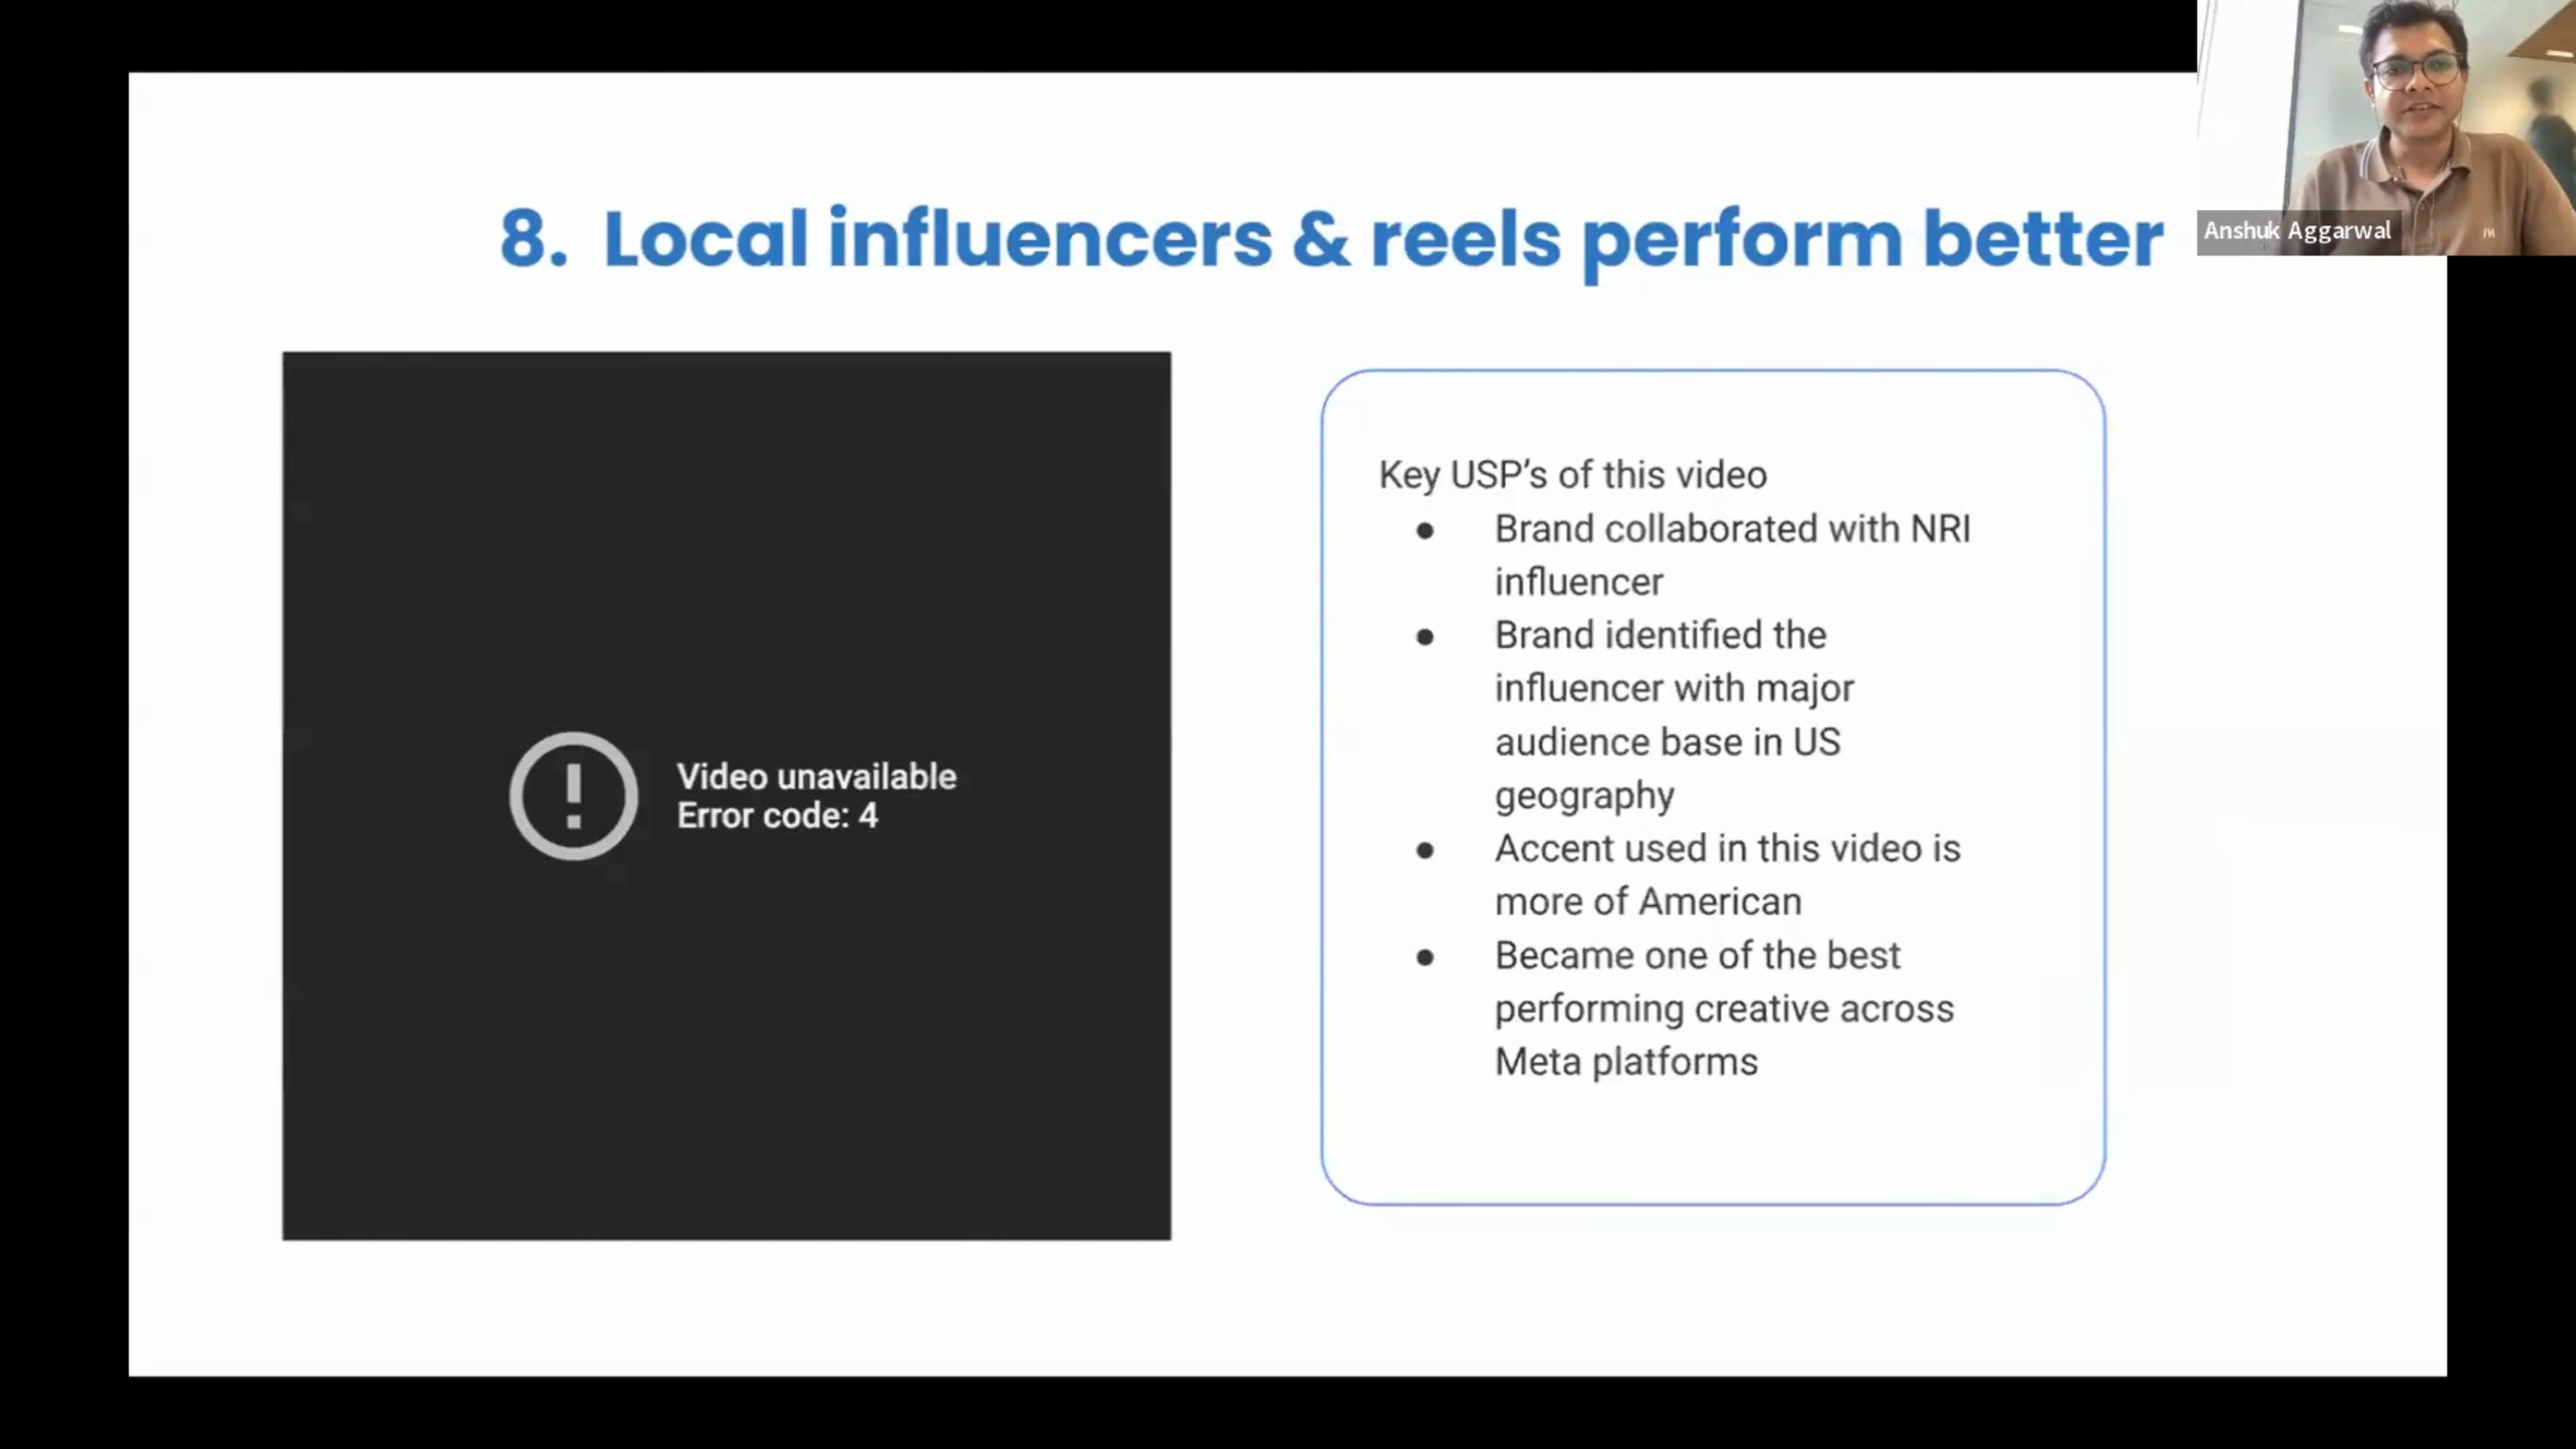 8. Local influencers & reels perform better
Anshuk Aggarwal
Video unavailable
Error code: 4
Key USP’s of this video
● Brand collaborated with NRI
influencer
● Brand identified the
influencer with major
audience base in US
geography
● Accent used in this video is
more of American
● Became one of the best
performing creative across
Meta platforms